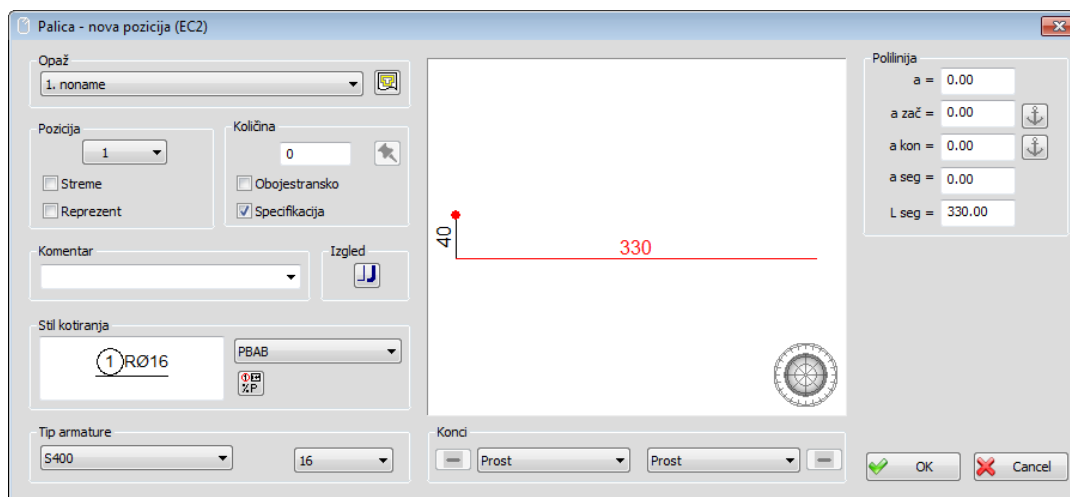 Palica - nova pozicija (EC2)
Opaž
1. noname
Pozicija
1
Streme
Reprezent
Količina
0
Obojestransko
Specifikacija
Komentar
Izgled
Stil kotiranja
1 RØ16
PBAB
%P
Tip armature
S400
16
40
330
Konci
Prost
Prost
Polilinija
a = 0.00
a zač = 0.00
a kon = 0.00
a seg = 0.00
L seg = 330.00
OK
Cancel